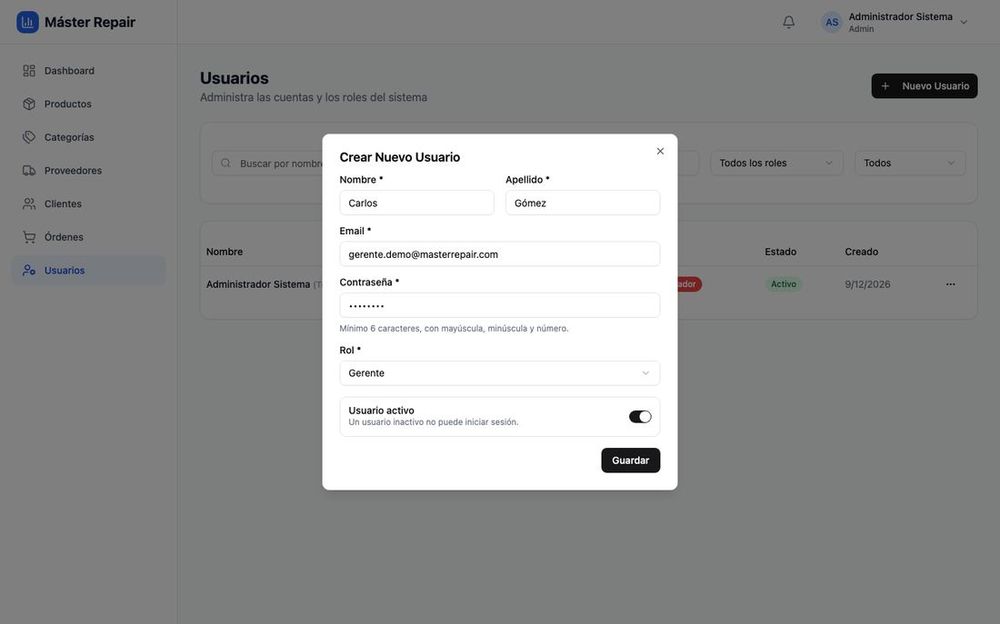 Máster Repair
AS
Administrador Sistema
Admin
Dashboard
Productos
Categorías
Proveedores
Clientes
Órdenes
Usuarios
Usuarios
Administra las cuentas y los roles del sistema
Nuevo Usuario
Buscar por nombre
Todos los roles
Todos
Nombre
Estado
Creado
Administrador Sistema
Activo
9/12/2026
Crear Nuevo Usuario
Nombre *
Apellido *
Carlos
Gómez
Email *
gerente.demo@masterrepair.com
Contraseña *
••••••••
Mínimo 6 caracteres, con mayúscula, minúscula y número.
Rol *
Gerente
Usuario activo
Un usuario inactivo no puede iniciar sesión.
Guardar